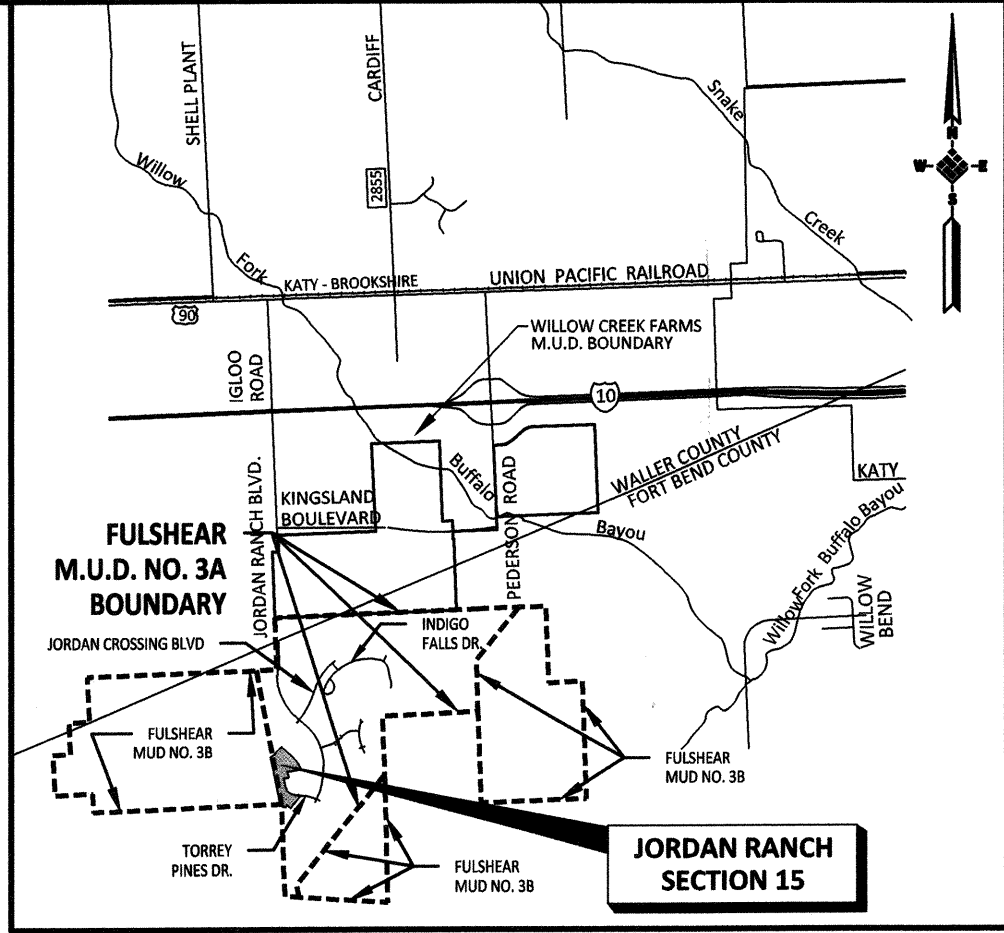 SHELL PLANT
CARDIFF
Snake
Willow
2855
N
W
E
S
Creek
Fork
KATY - BROOKSHIRE
UNION PACIFIC RAILROAD
90
WILLOW CREEK FARMS
M.U.D. BOUNDARY
IGLOO
ROAD
10
WALLER COUNTY
FORT BEND COUNTY
KATY
Buffalo
PEDERSON ROAD
KINGSLAND
BOULEVARD
Bayou
Willow Fork Buffalo Bayou
FULSHEAR
M.U.D. NO. 3A
BOUNDARY
JORDAN RANCH BLVD.
WILLOW
BEND
JORDAN CROSSING BLVD
INDIGO
FALLS DR.
FULSHEAR
MUD NO. 3B
FULSHEAR
MUD NO. 3B
TORREY
PINES DR.
FULSHEAR
MUD NO. 3B
JORDAN RANCH
SECTION 15